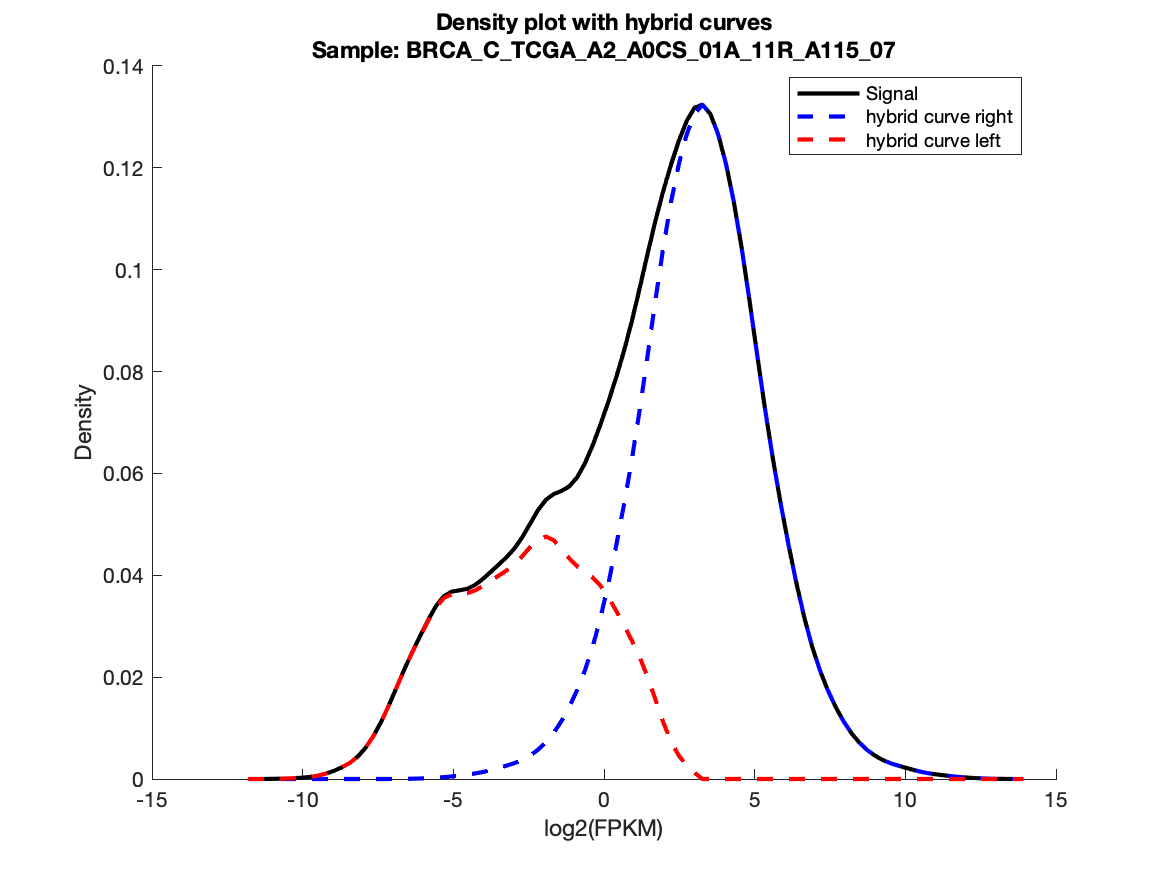 Density plot with hybrid curves
Sample: BRCA_C_TCGA_A2_A0CS_01A_11R_A115_07
0.14
0.12
0.1
0.08
0.06
0.04
0.02
0
Density
Signal
hybrid curve right
hybrid curve left
-15 -10 -5 0 5 10 15
log2(FPKM)